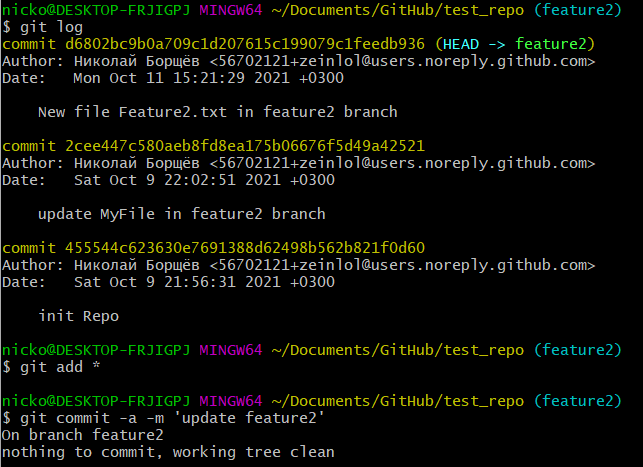 nicko@DESKTOP-FRJIGPJ MINGW64 ~/Documents/GitHub/test_repo (feature2)
$ git log
commit d6802bc9b0a709c1d207615c199079c1feedb936 (HEAD -> feature2)
Author: Николай Борщёв <56702121+zeinlol@users.noreply.github.com>
Date:   Mon Oct 11 15:21:29 2021 +0300

    New file Feature2.txt in feature2 branch

commit 2cee447c580aeb8fd8ea175b06676f5d49a42521
Author: Николай Борщёв <56702121+zeinlol@users.noreply.github.com>
Date:   Sat Oct 9 22:02:51 2021 +0300

    update MyFile in feature2 branch

commit 455544c623630e7691388d62498b562b821f0d60
Author: Николай Борщёв <56702121+zeinlol@users.noreply.github.com>
Date:   Sat Oct 9 21:56:31 2021 +0300

    init Repo

nicko@DESKTOP-FRJIGPJ MINGW64 ~/Documents/GitHub/test_repo (feature2)
$ git add *

nicko@DESKTOP-FRJIGPJ MINGW64 ~/Documents/GitHub/test_repo (feature2)
$ git commit -a -m 'update feature2'
On branch feature2
nothing to commit, working tree clean